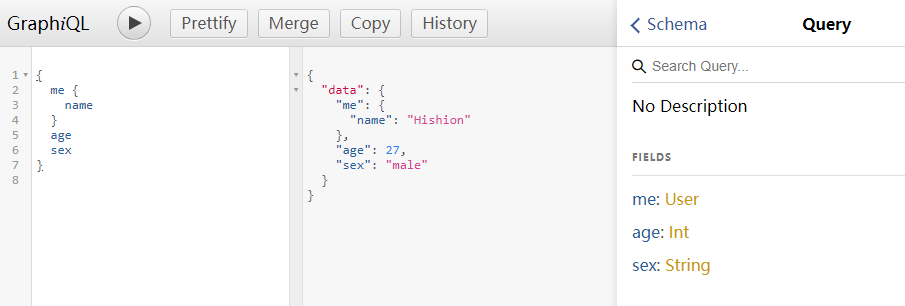 GraphiQL
Prettify
Merge
Copy
History
Schema
Query
1 {
2   me {
3     name
4   }
5   age
6   sex
7 }
8
{
  "data": {
    "me": {
      "name": "Hishion"
    },
    "age": 27,
    "sex": "male"
  }
}
Search Query...
No Description
FIELDS
me: User
age: Int
sex: String